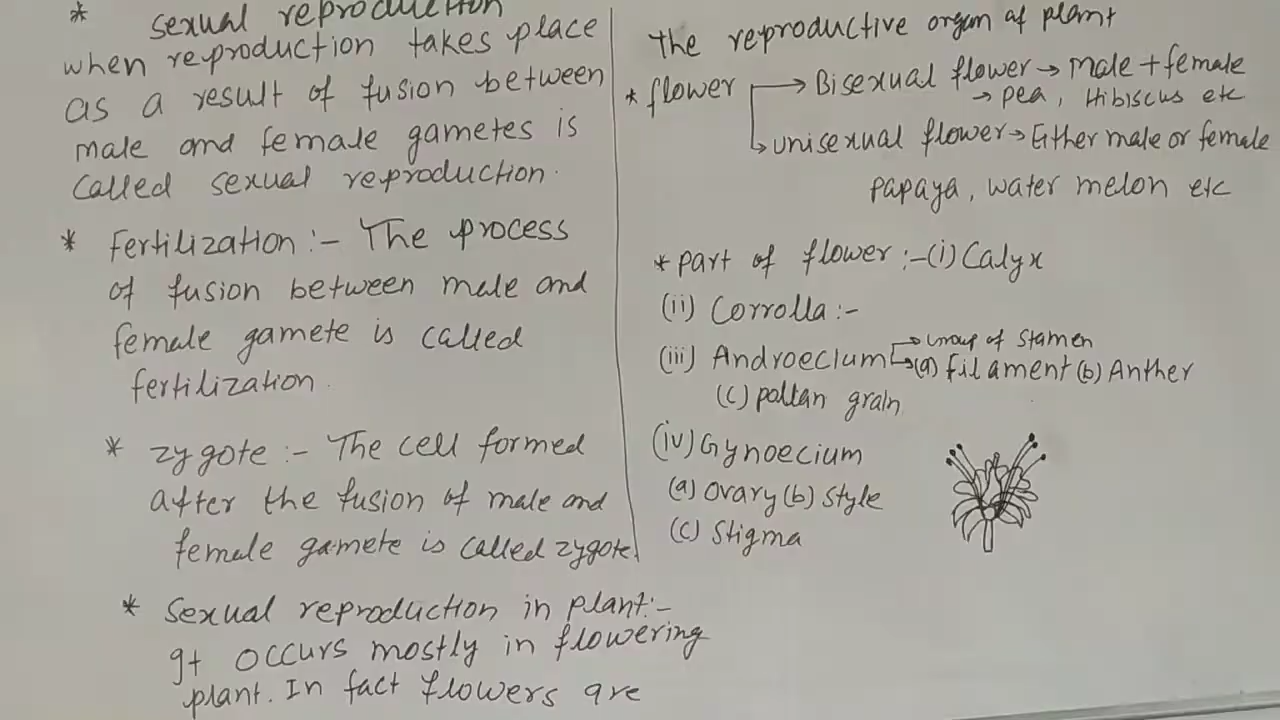 * sexual reproduction
when reproduction takes place
as a result of fusion between
male and female gametes is
called sexual reproduction.
* Fertilization :- The process
of fusion between male and
female gamete is called
fertilization.
* zygote :- The cell formed
after the fusion of male and
female gamete is called zygote
* sexual reproduction in plant:-
It occurs mostly in flowering
plant. In fact flowers are
The reproductive organ of plant
* flower → Bisexual flower → male + female
→ pea, Hibiscus etc
↳ unisexual flower → Either male or female
papaya, water melon etc
* part of flower :- (i) Calyx
(ii) Corrolla :-
(iii) Androecium → Group of stamen
↳ (a) filament (b) Anther
(c) poltan grain
(iv) Gynoecium
(a) ovary (b) style
(c) stigma